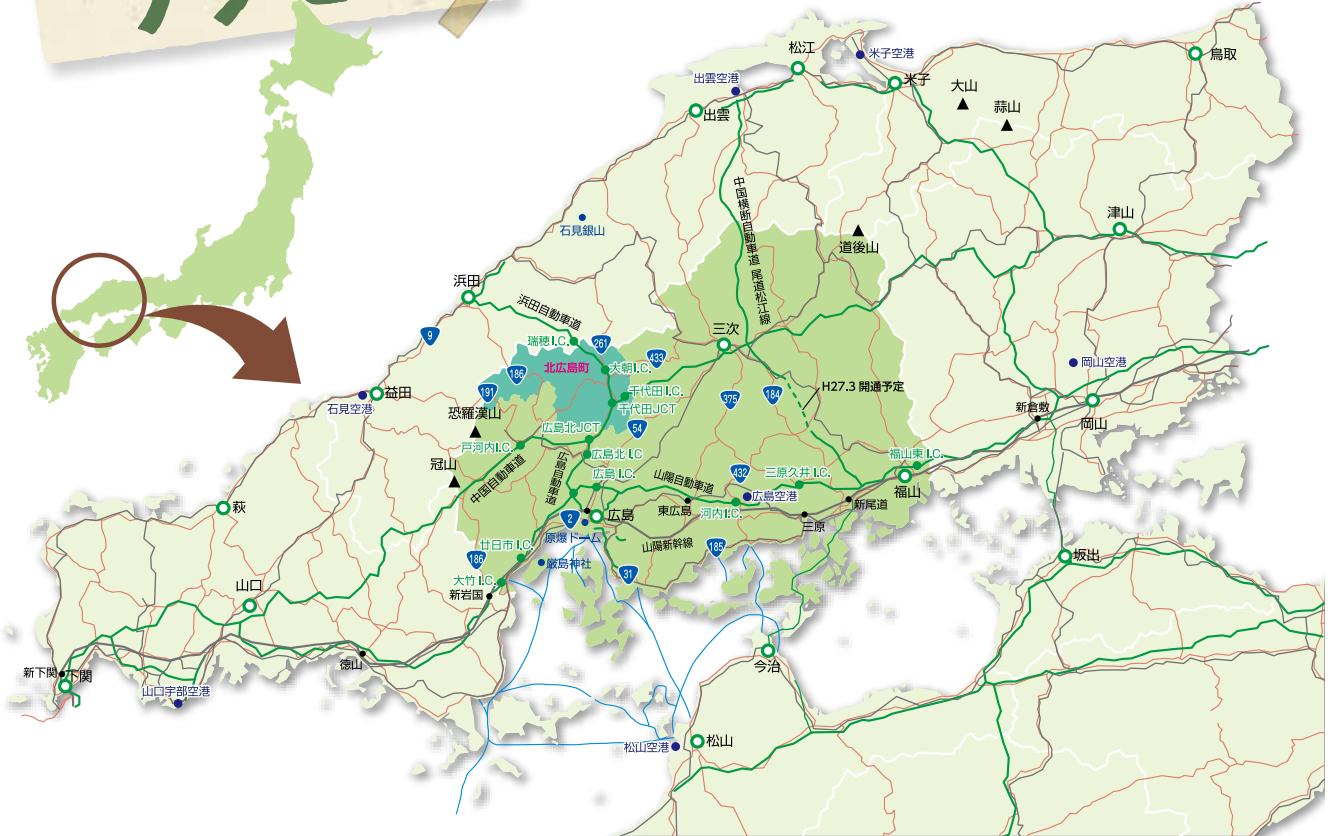 松江
米子空港
鳥取
出雲空港
米子
大山
蒜山
出雲
中国横断自動車道 尾道松江線
石見銀山
津山
道後山
浜田
浜田自動車道
9
瑞穂I.C.
261
三次
433
北広島町
大朝I.C.
186
岡山空港
191
千代田I.C.
H27.3 開通予定
益田
石見空港
千代田JCT
375
184
岡山
新倉敷
恐羅漢山
54
広島北JCT
戸河内I.C.
広島北 I.C
福山東 I.C.
冠山
中国自動車道
広島自動車道
広島 I.C.
山陽自動車道
432
三原久井 I.C.
福山
広島空港
萩
2
広島
東広島
河内I.C.
新尾道
三原
原爆ドーム
山陽新幹線
185
廿日市 I.C.
186
厳島神社
坂出
31
大竹 I.C.
新岩国
山口
今治
徳山
新下関
下関
山口宇部空港
松山空港
松山